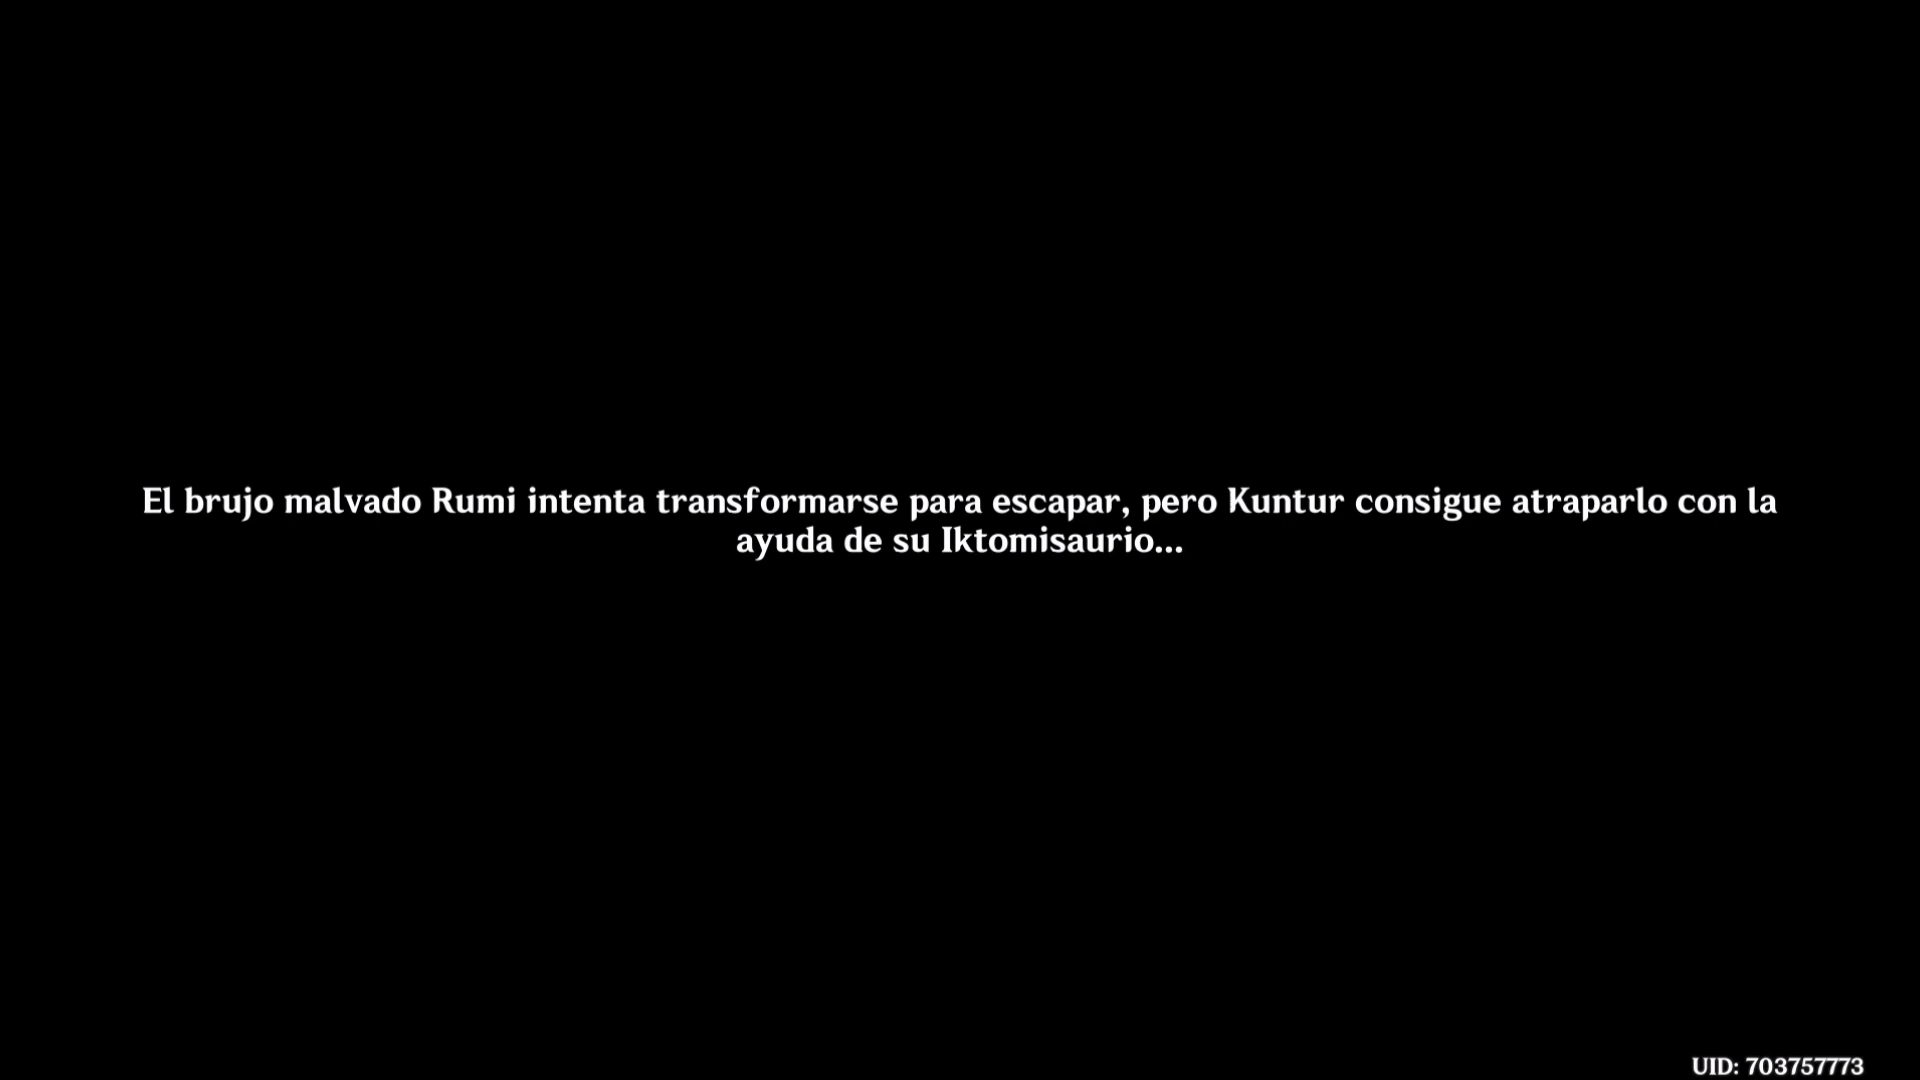 El brujo malvado Rumi intenta transformarse para escapar, pero Kuntur consigue atraparlo con la
ayuda de su Iktomisaurio...
UID: 703757773